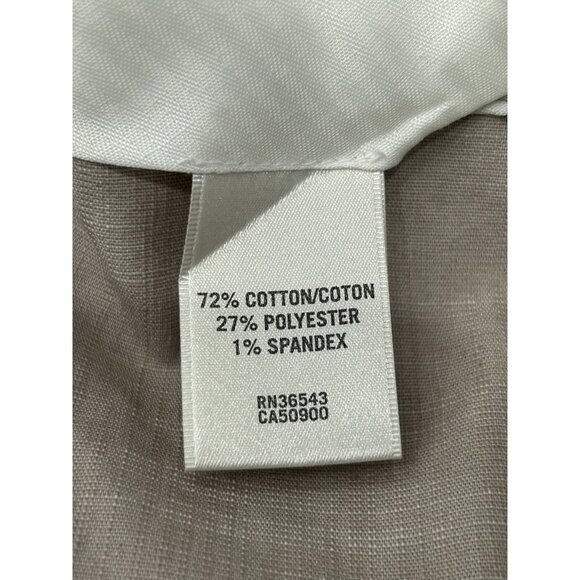 72% COTTON/COTON
27% POLYESTER
1% SPANDEX
RN36543
CA50900